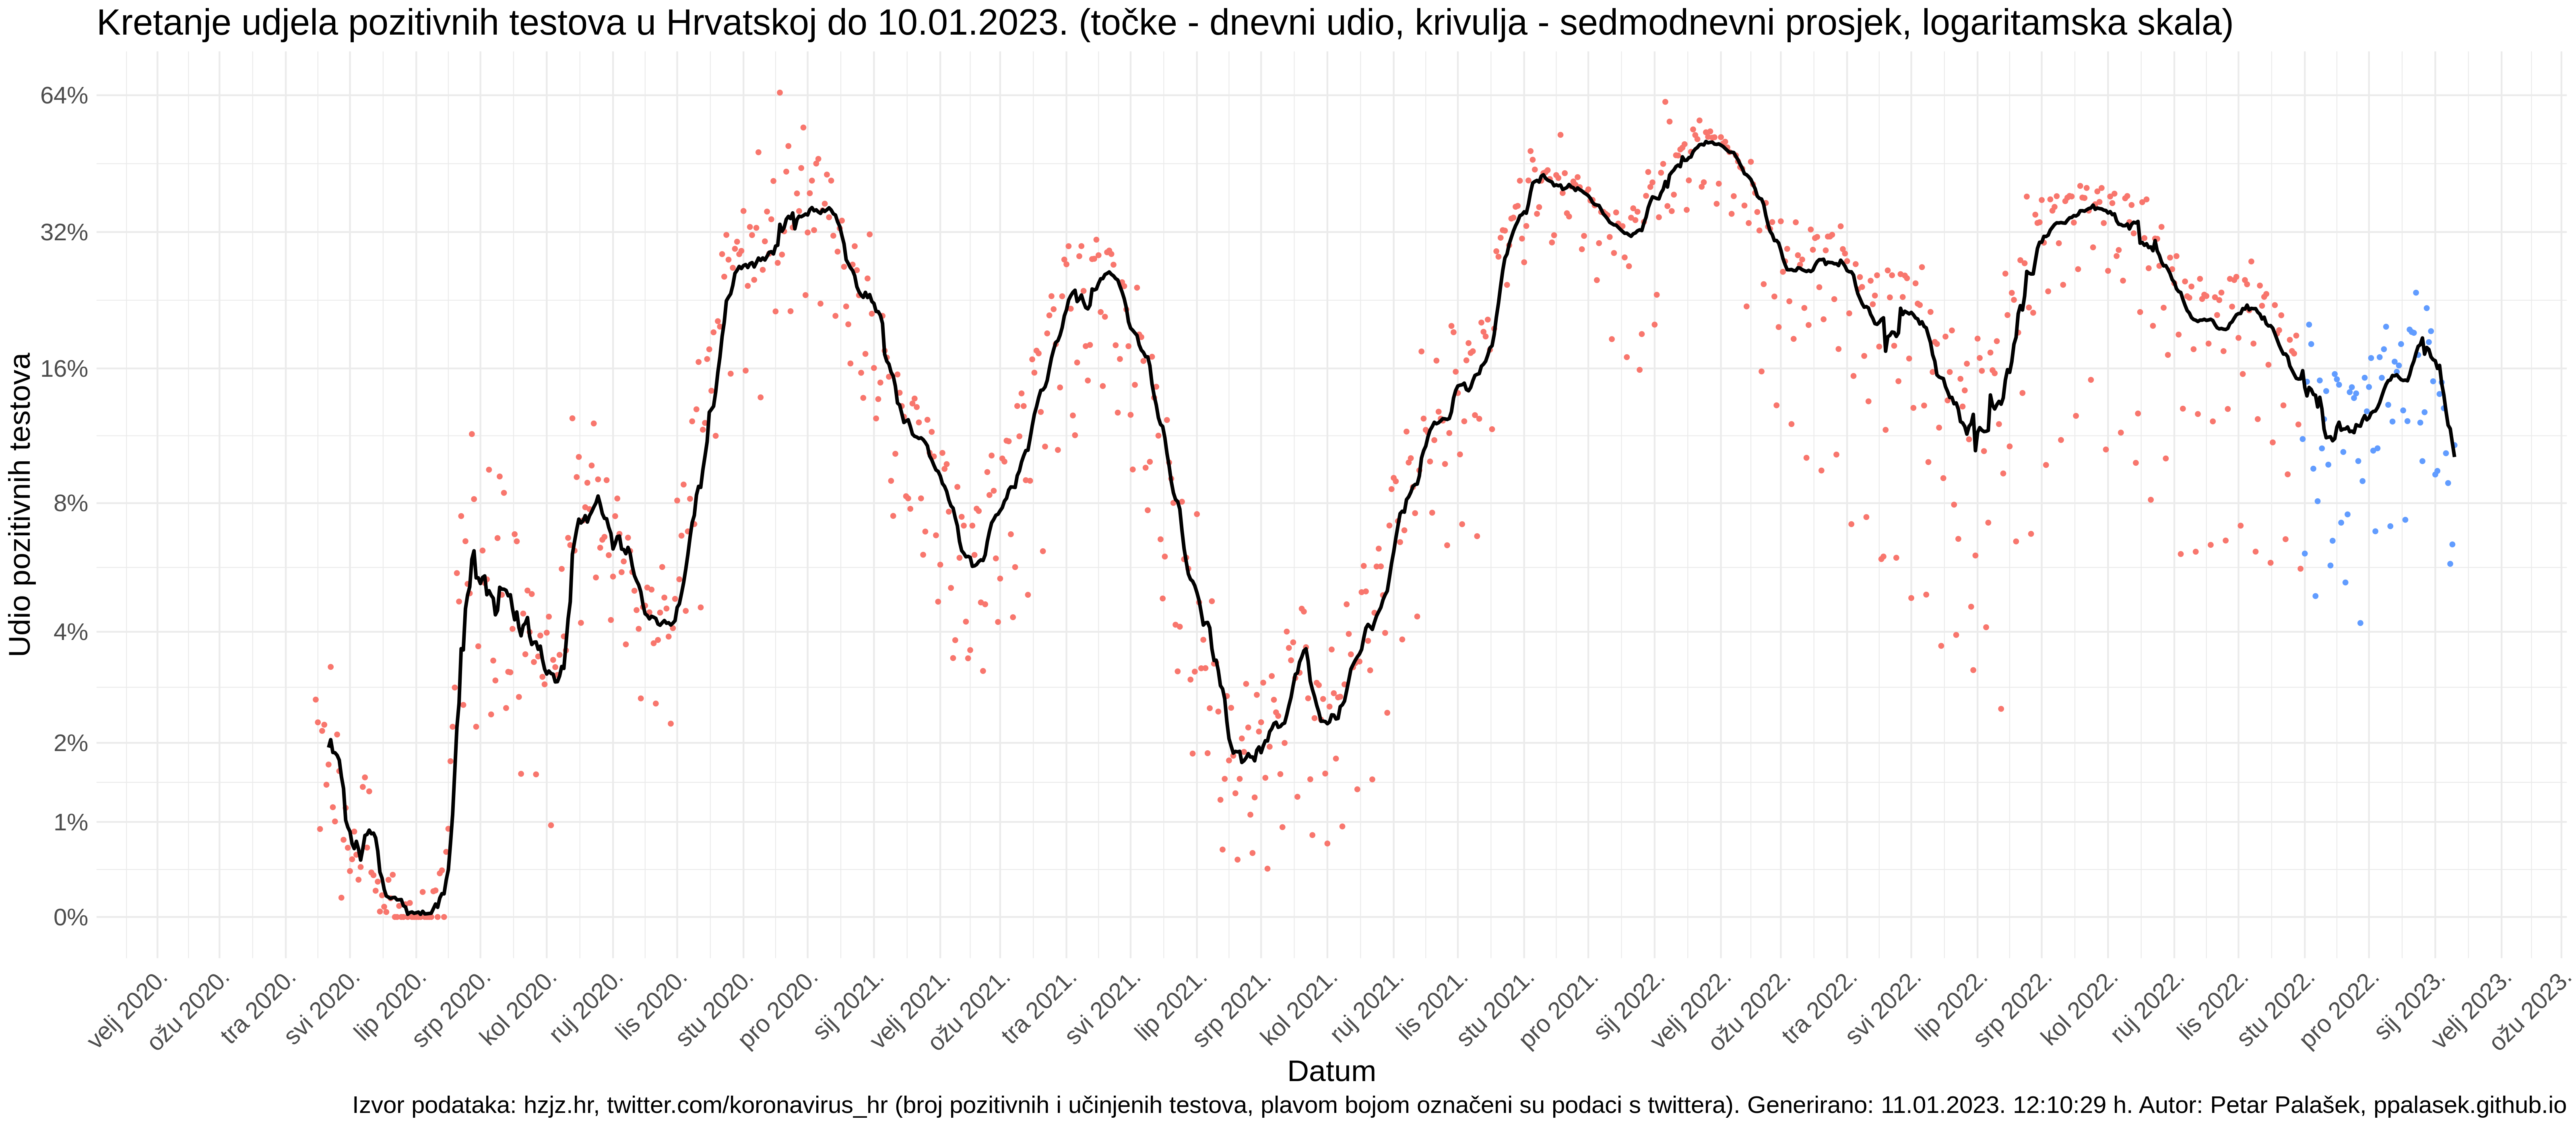 Kretanje udjela pozitivnih testova u Hrvatskoj do 10.01.2023. (točke - dnevni udio, krivulja - sedmodnevni prosjek, logaritamska skala)
Udio pozitivnih testova
64%
32%
16%
8%
4%
2%
1%
0%
velj 2020.
ožu 2020.
tra 2020.
svi 2020.
lip 2020.
srp 2020.
kol 2020.
ruj 2020.
lis 2020.
stu 2020.
pro 2020.
sij 2021.
velj 2021.
ožu 2021.
tra 2021.
svi 2021.
lip 2021.
srp 2021.
kol 2021.
ruj 2021.
lis 2021.
stu 2021.
pro 2021.
sij 2022.
velj 2022.
ožu 2022.
tra 2022.
svi 2022.
lip 2022.
srp 2022.
kol 2022.
ruj 2022.
lis 2022.
stu 2022.
pro 2022.
sij 2023.
velj 2023.
ožu 2023.
Datum
Izvor podataka: hzjz.hr, twitter.com/koronavirus_hr (broj pozitivnih i učinjenih testova, plavom bojom označeni su podaci s twittera). Generirano: 11.01.2023. 12:10:29 h. Autor: Petar Palašek, ppalasek.github.io